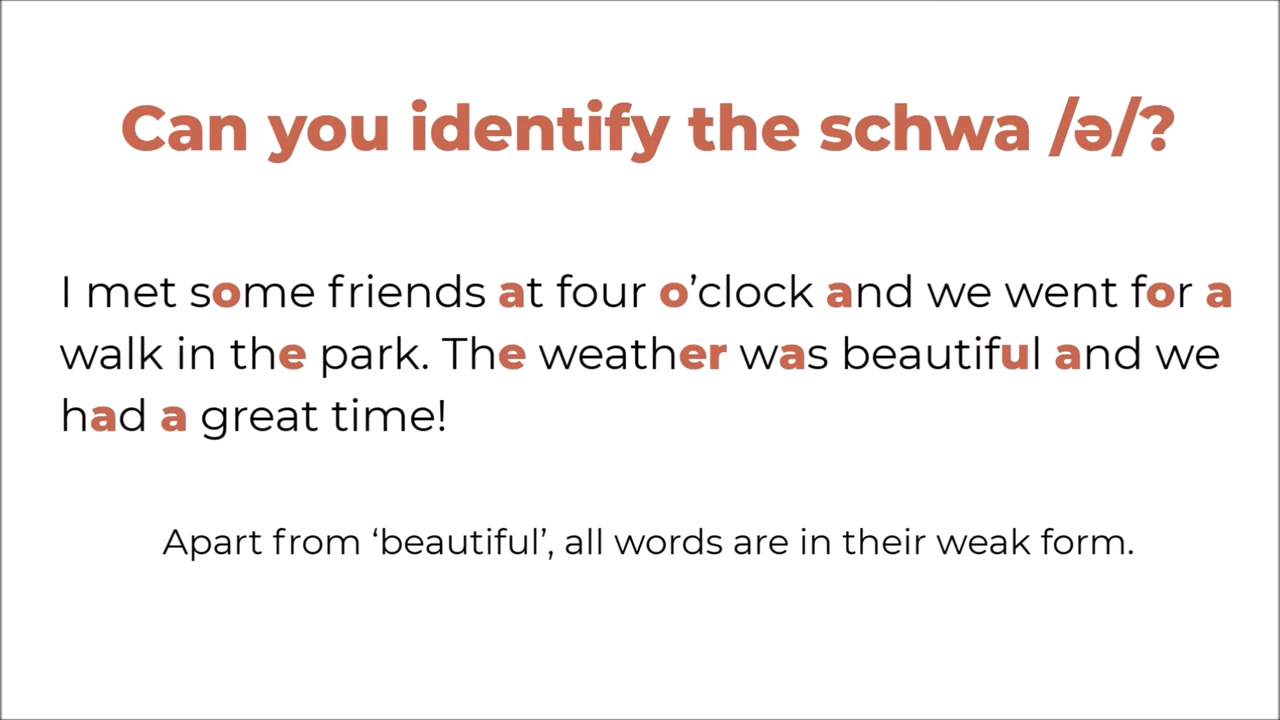 Can you identify the schwa /ə/?
I met some friends at four o’clock and we went for a
walk in the park. The weather was beautiful and we
had a great time!
Apart from ‘beautiful’, all words are in their weak form.